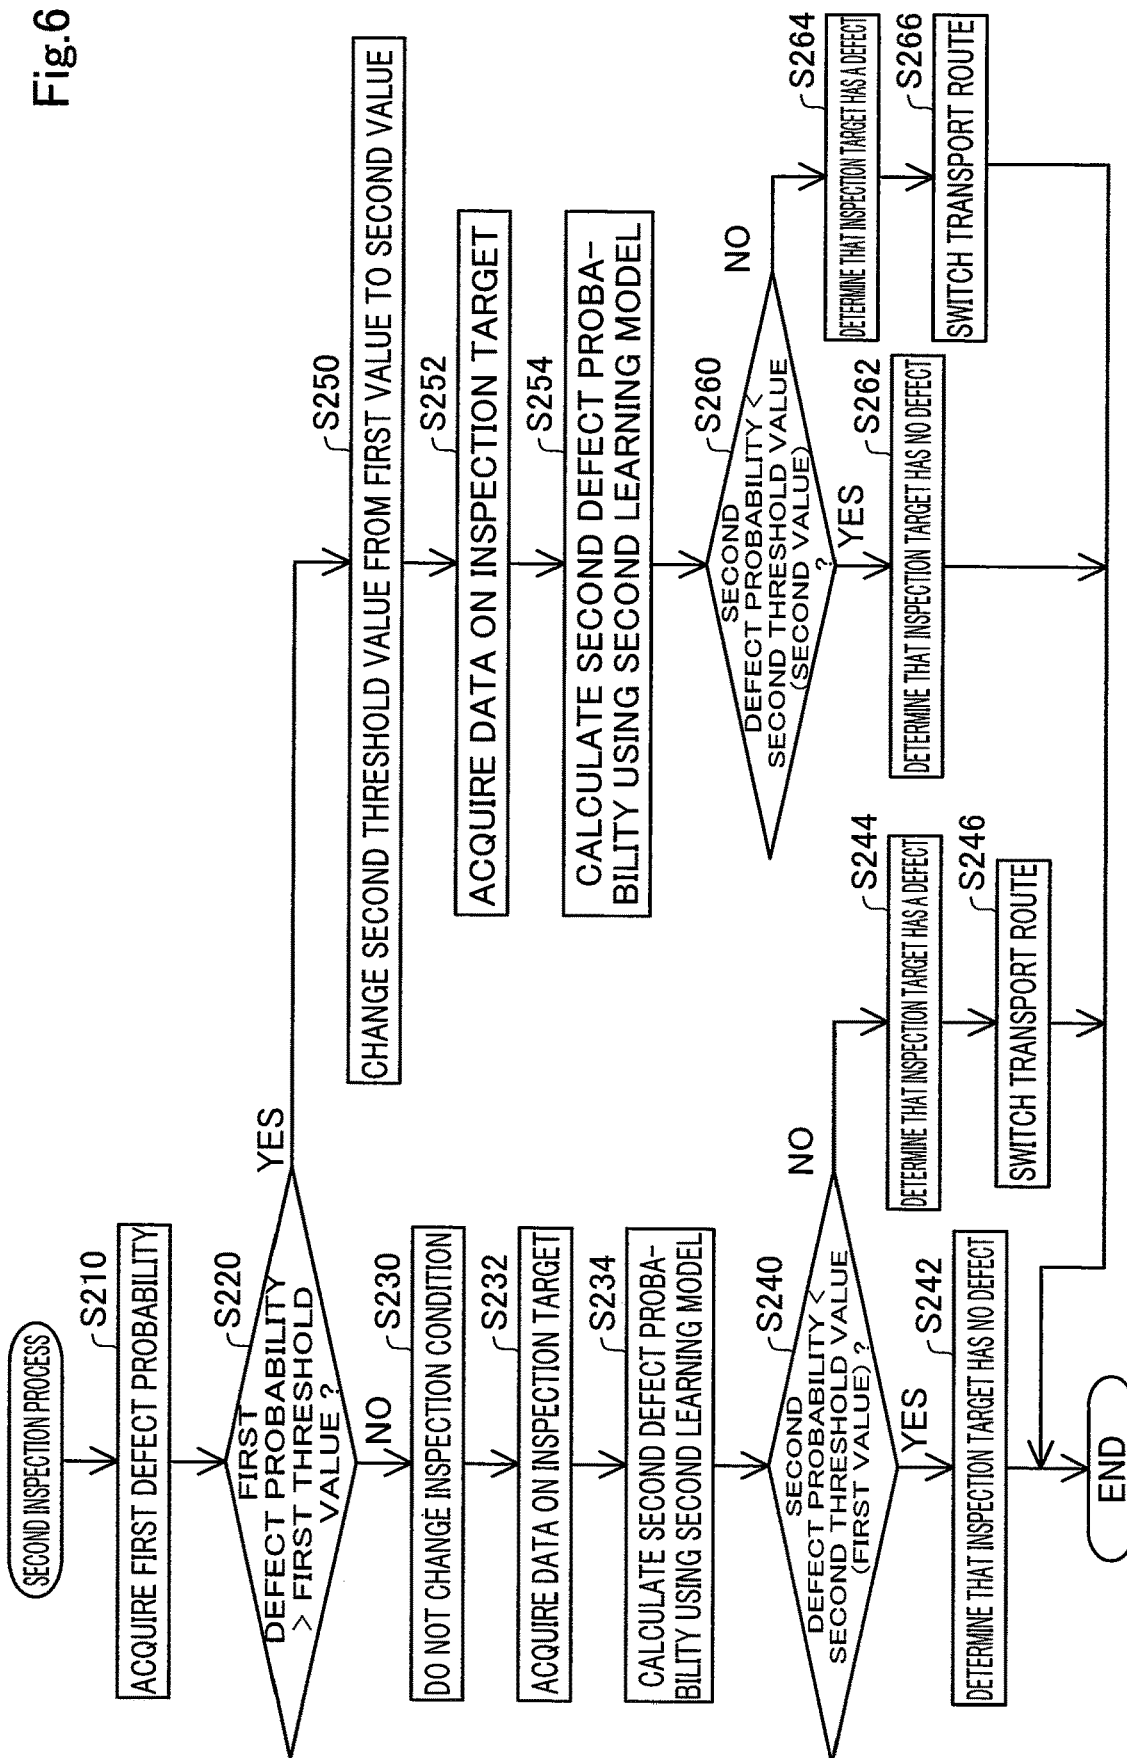 Fig.6
SECOND INSPECTION PROCESS
S210
ACQUIRE FIRST DEFECT PROBABILITY
S220
FIRST
DEFECT PROBABILITY
> FIRST THRESHOLD
VALUE ?
YES
NO
S230
DO NOT CHANGE INSPECTION CONDITION
S232
ACQUIRE DATA ON INSPECTION TARGET
S234
CALCULATE SECOND DEFECT PROBA-
BILITY USING SECOND LEARNING MODEL
S240
SECOND
DEFECT PROBABILITY <
SECOND THRESHOLD VALUE
(FIRST VALUE) ?
NO
YES
S242
DETERMINE THAT INSPECTION TARGET HAS NO DEFECT
S244
DETERMINE THAT INSPECTION TARGET HAS A DEFECT
S246
SWITCH TRANSPORT ROUTE
S250
CHANGE SECOND THRESHOLD VALUE FROM FIRST VALUE TO SECOND VALUE
S252
ACQUIRE DATA ON INSPECTION TARGET
S254
CALCULATE SECOND DEFECT PROBA-
BILITY USING SECOND LEARNING MODEL
S260
SECOND
DEFECT PROBABILITY <
SECOND THRESHOLD VALUE
(SECOND VALUE)
?
NO
YES
S262
DETERMINE THAT INSPECTION TARGET HAS NO DEFECT
S264
DETERMINE THAT INSPECTION TARGET HAS A DEFECT
S266
SWITCH TRANSPORT ROUTE
END